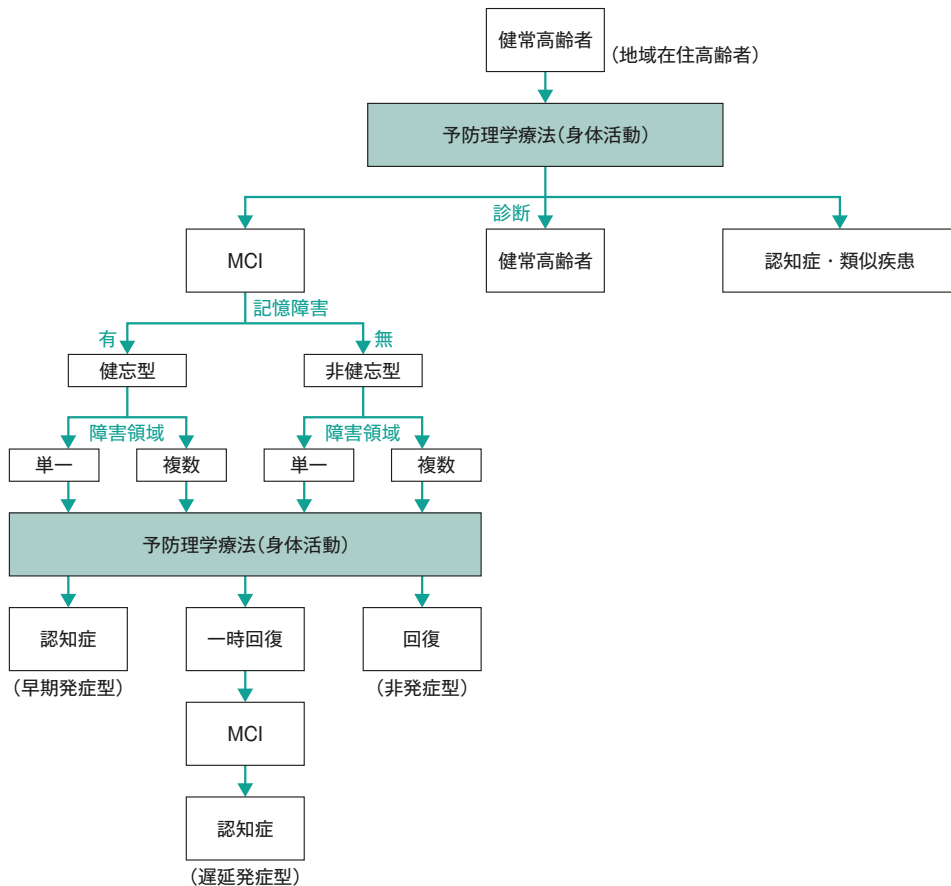 健常高齢者
(地域在住高齢者)
予防理学療法(身体活動)
診断
MCI
健常高齢者
認知症・類似疾患
記憶障害
有
無
健忘型
非健忘型
障害領域
障害領域
単一
複数
単一
複数
予防理学療法(身体活動)
認知症
一時回復
回復
(早期発症型)
(非発症型)
MCI
認知症
(遅延発症型)